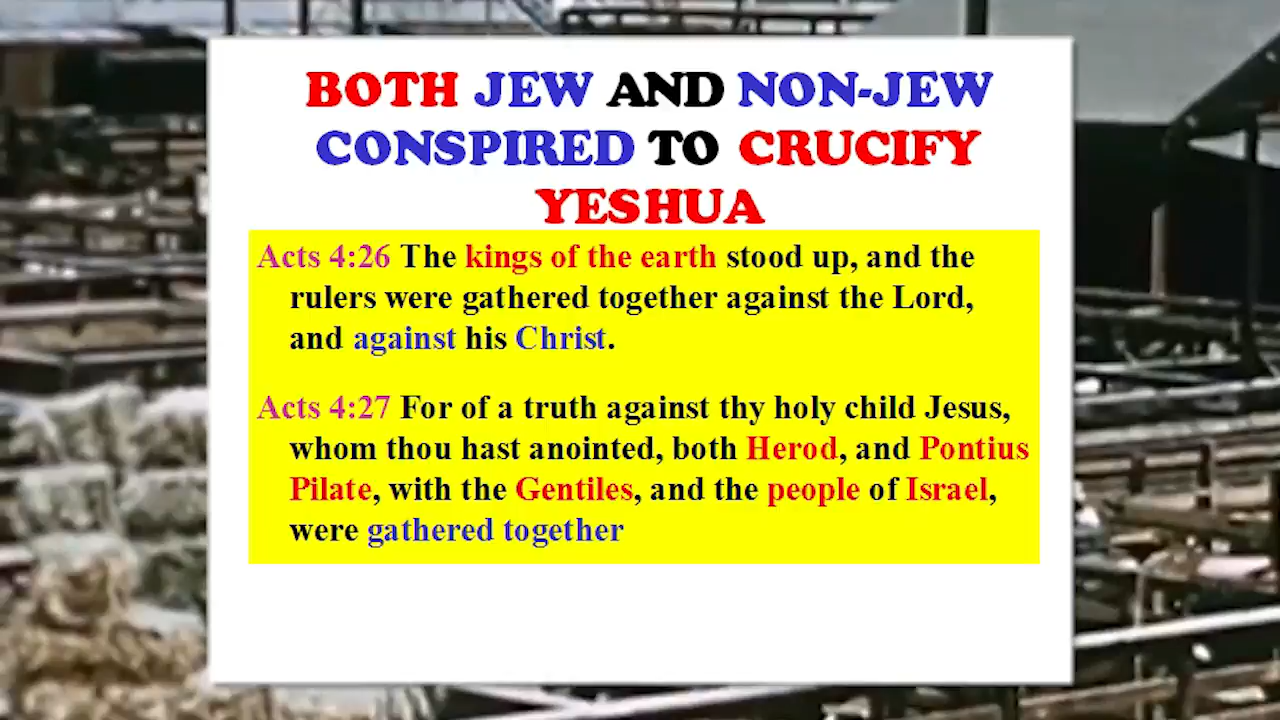 BOTH JEW AND NON-JEW
CONSPIRED TO CRUCIFY
YESHUA
Acts 4:26 The kings of the earth stood up, and the
rulers were gathered together against the Lord,
and against his Christ.
Acts 4:27 For of a truth against thy holy child Jesus,
whom thou hast anointed, both Herod, and Pontius
Pilate, with the Gentiles, and the people of Israel,
were gathered together